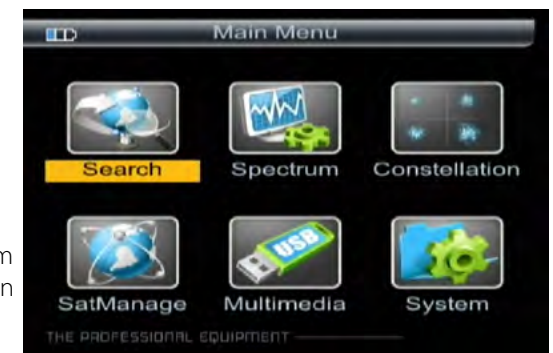 Main Menu
Search Spectrum Constellation
USB
m
n
SatManage Multimedia System
THE PROFESSIONAL EQUIPMENT